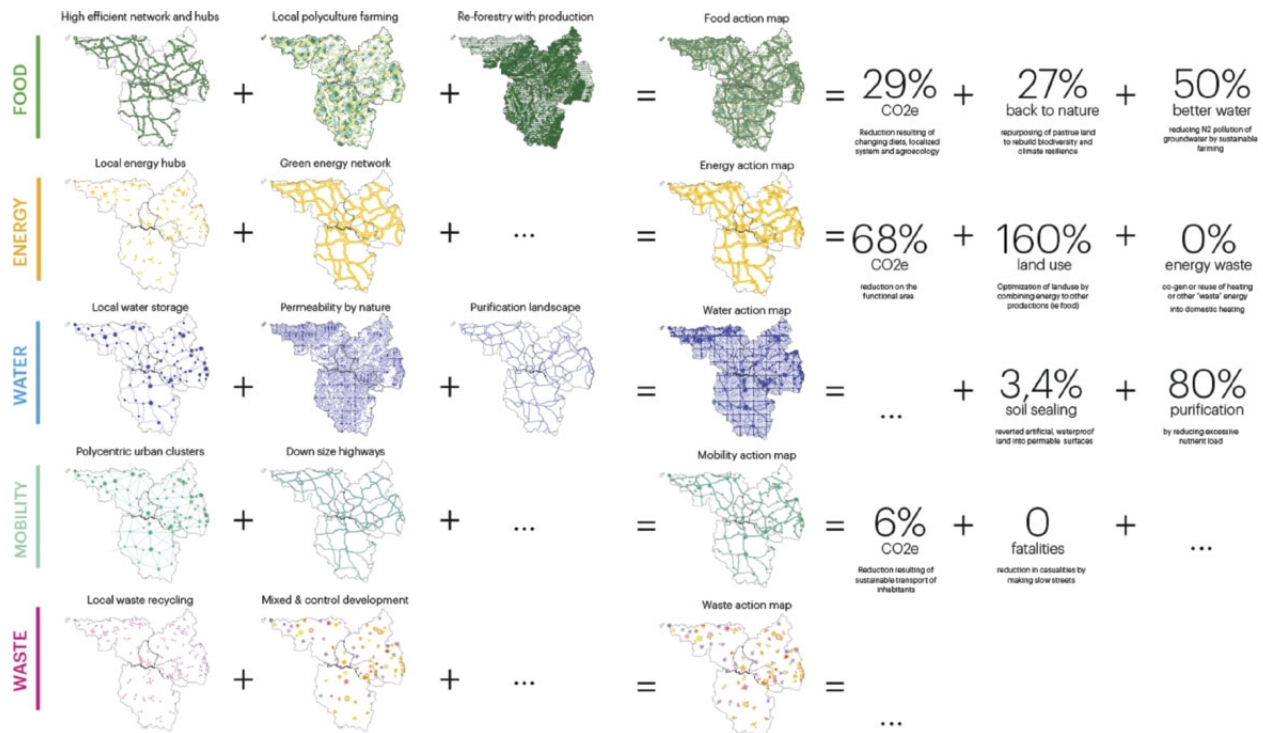 FOOD
High efficient network and hubs
Local polyculture farming
Re-forestry with production
Food action map
+
+
=
=
29%
CO2e
Reduction resulting of
changing diets, localized
system and agroecology
+
27%
back to nature
repurposing of pastrue land
to rebuild biodiversity and
climate resilience
+
50%
better water
reducing N2 pollution of
groundwater by sustainable
farming
ENERGY
Local energy hubs
Green energy network
Energy action map
+
+
...
=
=
68%
CO2e
reduction on the
functional area
+
160%
land use
Optimization of landuse by
combining energy to other
productions (ie food)
+
0%
energy waste
co-gen or reuse of heating
or other "waste" energy
into domestic heating
WATER
Local water storage
Permeability by nature
Purification landscape
Water action map
+
+
=
=
...
+
3,4%
soil sealing
reverted artificial, waterproof
land into permable surfaces
+
80%
purification
by reducing excessive
nutrient load
MOBILITY
Polycentric urban clusters
Down size highways
Mobility action map
+
+
...
=
=
6%
CO2e
Reduction resulting of
sustainable transport of
inhabitants
+
0
fatalities
reduction in casualities by
making slow streets
+
...
WASTE
Local waste recycling
Mixed & control development
Waste action map
+
+
...
=
=
...